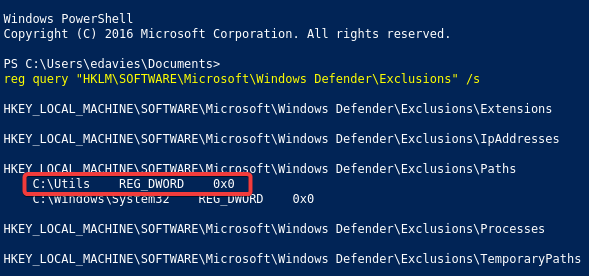 Windows PowerShell
Copyright (C) 2016 Microsoft Corporation. All rights reserved.
PS C:\Users\edavies\Documents>
reg query "HKLM\SOFTWARE\Microsoft\Windows Defender\Exclusions" /s
HKEY_LOCAL_MACHINE\SOFTWARE\Microsoft\Windows Defender\Exclusions\Extensions
HKEY_LOCAL_MACHINE\SOFTWARE\Microsoft\Windows Defender\Exclusions\IpAddresses
HKEY_LOCAL_MACHINE\SOFTWARE\Microsoft\Windows Defender\Exclusions\Paths
C:\Utils    REG_DWORD    0x0
C:\Windows\System32    REG_DWORD    0x0
HKEY_LOCAL_MACHINE\SOFTWARE\Microsoft\Windows Defender\Exclusions\Processes
HKEY_LOCAL_MACHINE\SOFTWARE\Microsoft\Windows Defender\Exclusions\TemporaryPaths